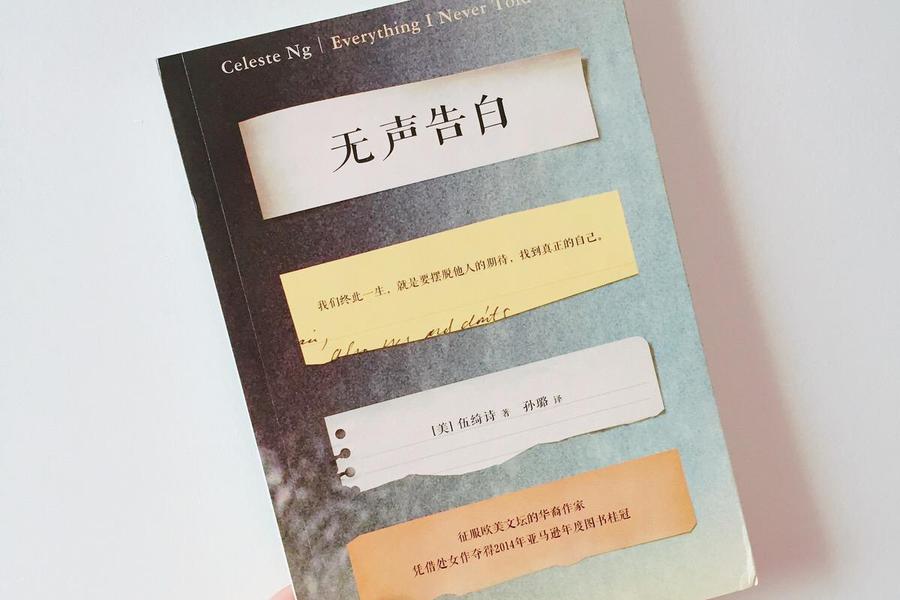 Celeste Ng | Everything I Never Told
无声告白
我们终此一生，就是要摆脱他人的期待，找到真正的自己。
and don'ts
[美] 伍绮诗 著 孙璐 译
征服欧美文坛的华裔作家
凭借处女作夺得2014年亚马逊年度图书桂冠